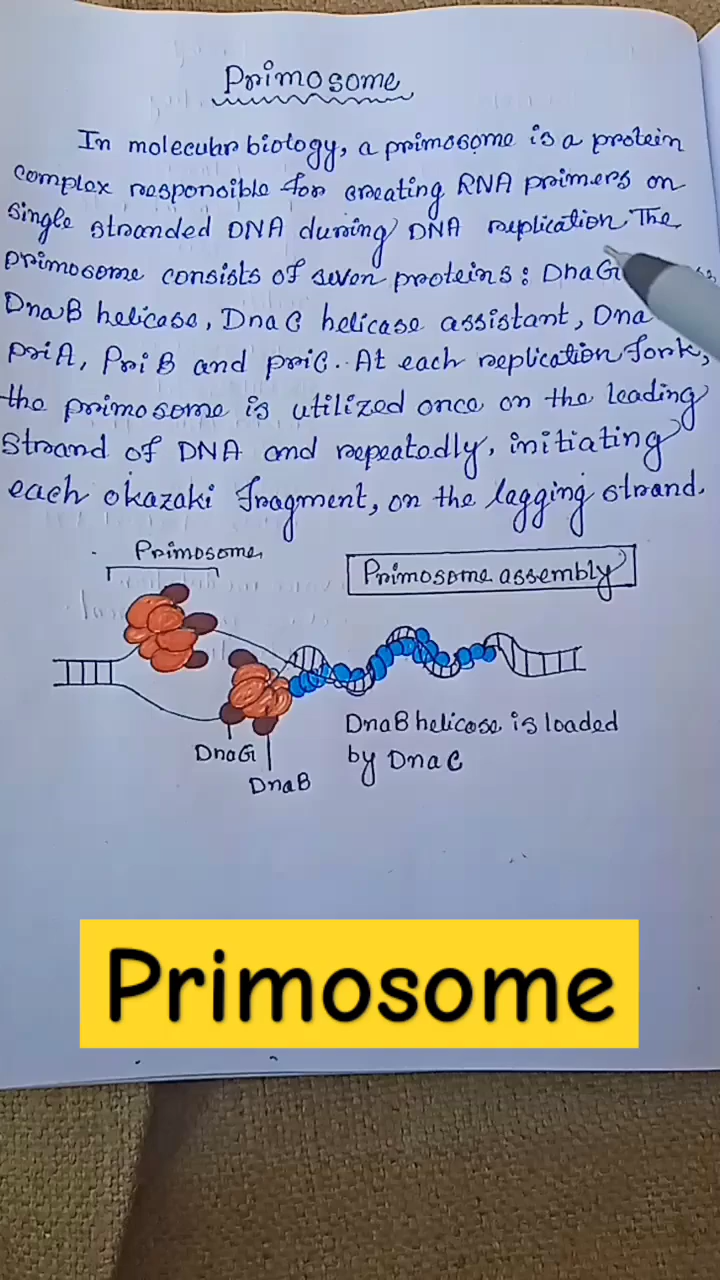 Primosome
In molecular biology, a primosome is a protein
complex responsible for creating RNA primers on
single stranded DNA during DNA replication. The
primosome consists of seven proteins: DnaG
DnaB helicase, DnaC helicase assistant, Dna
priA, Pri B and priC. At each replication fork,
the primosome is utilized once on the leading
strand of DNA and repeatedly, initiating
each okazaki fragment, on the lagging strand.
Primosome
Primosome assembly
DnaB helicase is loaded
by DnaC
DnaG
DnaB
Primosome